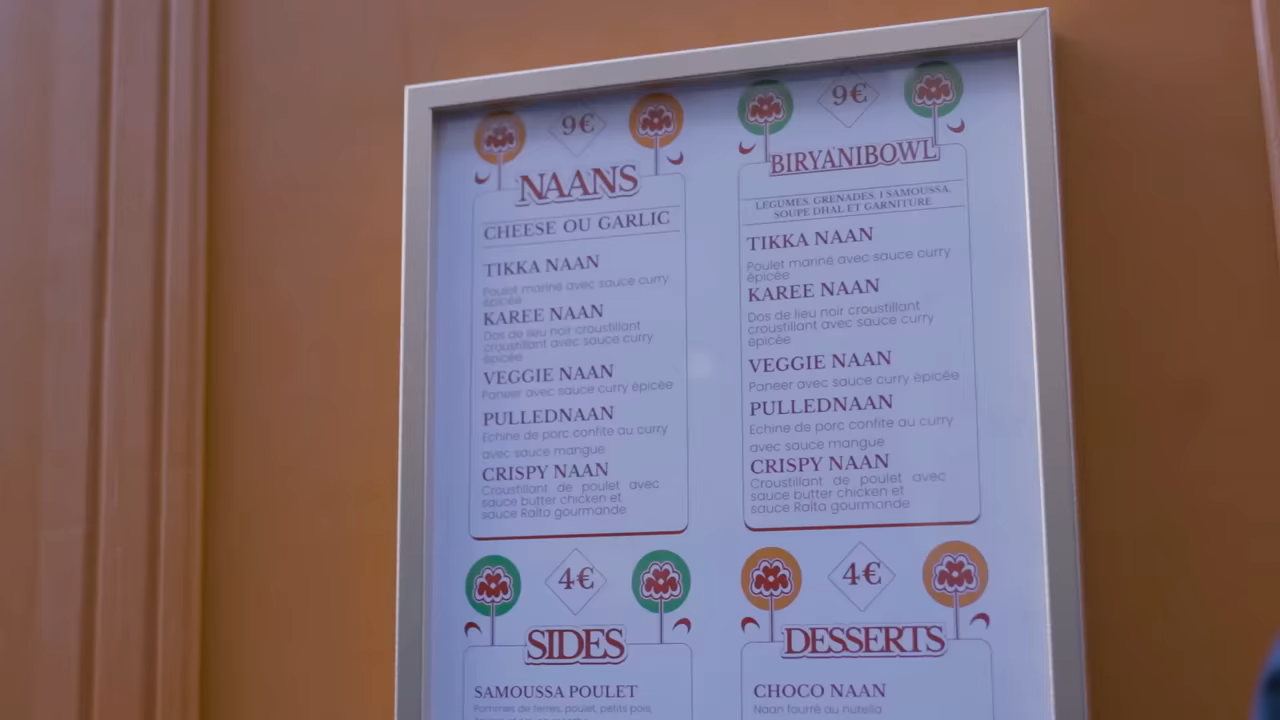 9€
NAANS
CHEESE OU GARLIC
TIKKA NAAN
Poulet mariné avec sauce curry
épicée
KAREE NAAN
Dos de lieu noir croustillant
croustillant avec sauce curry
épicée
VEGGIE NAAN
Paneer avec sauce curry épicée
PULLEDNAAN
Echine de porc confite au curry
avec sauce mangue
CRISPY NAAN
Croustillant de poulet avec
sauce butter chicken et
sauce Raita gourmande
9€
BIRYANIBOWL
LÉGUMES, GRENADES, 1 SAMOUSSA,
SOUPE DHAL ET GARNITURE
TIKKA NAAN
Poulet mariné avec sauce curry
épicée
KAREE NAAN
Dos de lieu noir croustillant
croustillant avec sauce curry
épicée
VEGGIE NAAN
Paneer avec sauce curry épicée
PULLEDNAAN
Echine de porc confite au curry
avec sauce mangue
CRISPY NAAN
Croustillant de poulet avec
sauce butter chicken et
sauce Raita gourmande
4€
SIDES
SAMOUSSA POULET
Pommes de terres, poulet, petits pois,
4€
DESSERTS
CHOCO NAAN
Naan fourré au nutella